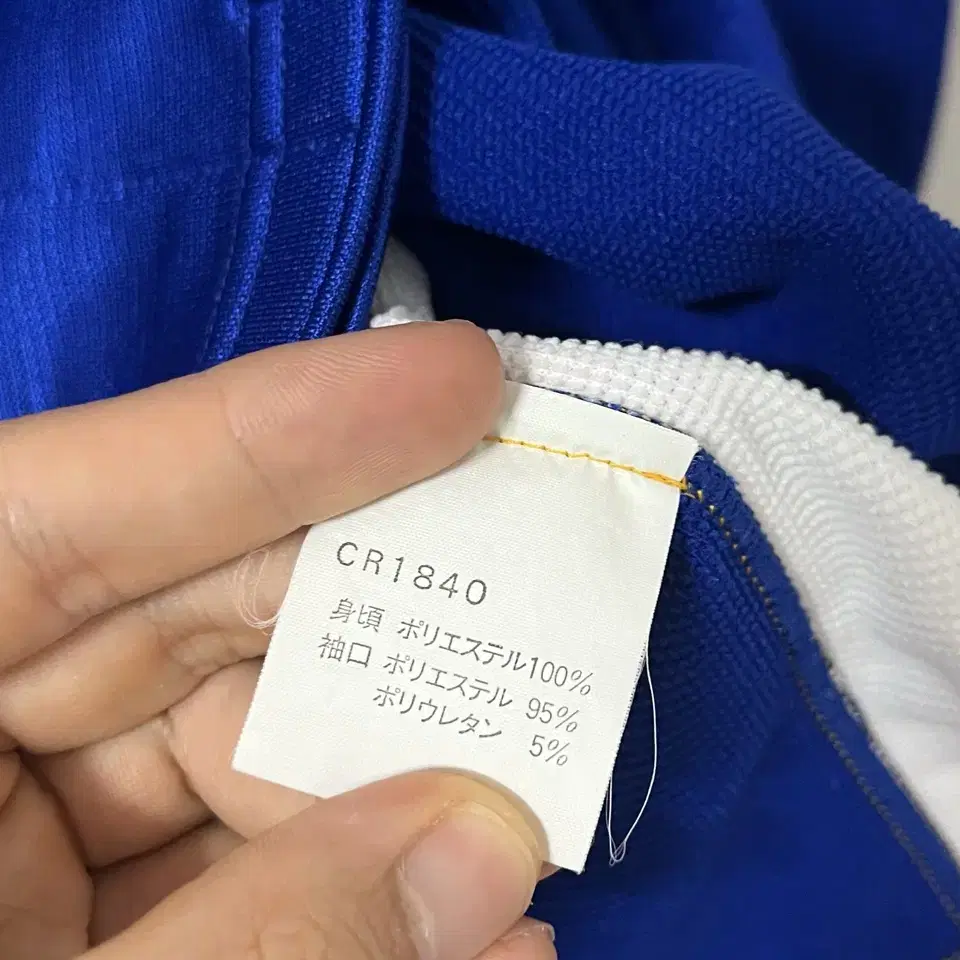 CR1840
身頃 ポリエステル100%
袖口 ポリエステル 95%
ポリウレタン 5%